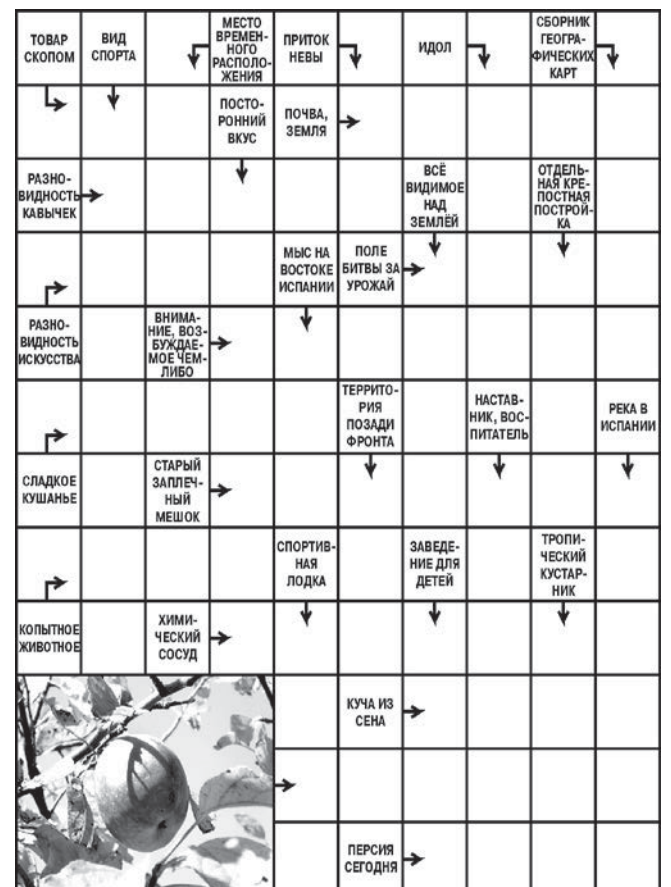 ТОВАР
СКОПОМ
ВИД
СПОРТА
МЕСТО
ВРЕМЕН-
НОГО
РАСПОЛО-
ЖЕНИЯ
ПРИТОК
НЕВЫ
ИДОЛ
СБОРНИК
ГЕОГРА-
ФИЧЕСКИХ
КАРТ
ПОСТО-
РОННИЙ
ВКУС
ПОЧВА,
ЗЕМЛЯ
РАЗНО-
ВИДНОСТЬ
КАВЫЧЕК
ВСЁ
ВИДИМОЕ
НАД
ЗЕМЛЁЙ
ОТДЕЛЬ-
НАЯ КРЕ-
ПОСТНАЯ
ПОСТРОЙ-
КА
МЫС НА
ВОСТОКЕ
ИСПАНИИ
ПОЛЕ
БИТВЫ ЗА
УРОЖАЙ
РАЗНО-
ВИДНОСТЬ
ИСКУССТВА
ВНИМА-
НИЕ, ВОЗ-
БУЖДАЕ-
МОЕ ЧЕМ-
ЛИБО
ТЕРРИТО-
РИЯ
ПОЗАДИ
ФРОНТА
НАСТАВ-
НИК, ВОС-
ПИТАТЕЛЬ
РЕКА В
ИСПАНИИ
СЛАДКОЕ
КУШАНЬЕ
СТАРЫЙ
ЗАПЛЕЧ-
НЫЙ
МЕШОК
СПОРТИВ-
НАЯ
ЛОДКА
ЗАВЕДЕ-
НИЕ ДЛЯ
ДЕТЕЙ
ТРОПИ-
ЧЕСКИЙ
КУСТАР-
НИК
КОПЫТНОЕ
ЖИВОТНОЕ
ХИМИ-
ЧЕСКИЙ
СОСУД
КУЧА ИЗ
СЕНА
ПЕРСИЯ
СЕГОДНЯ